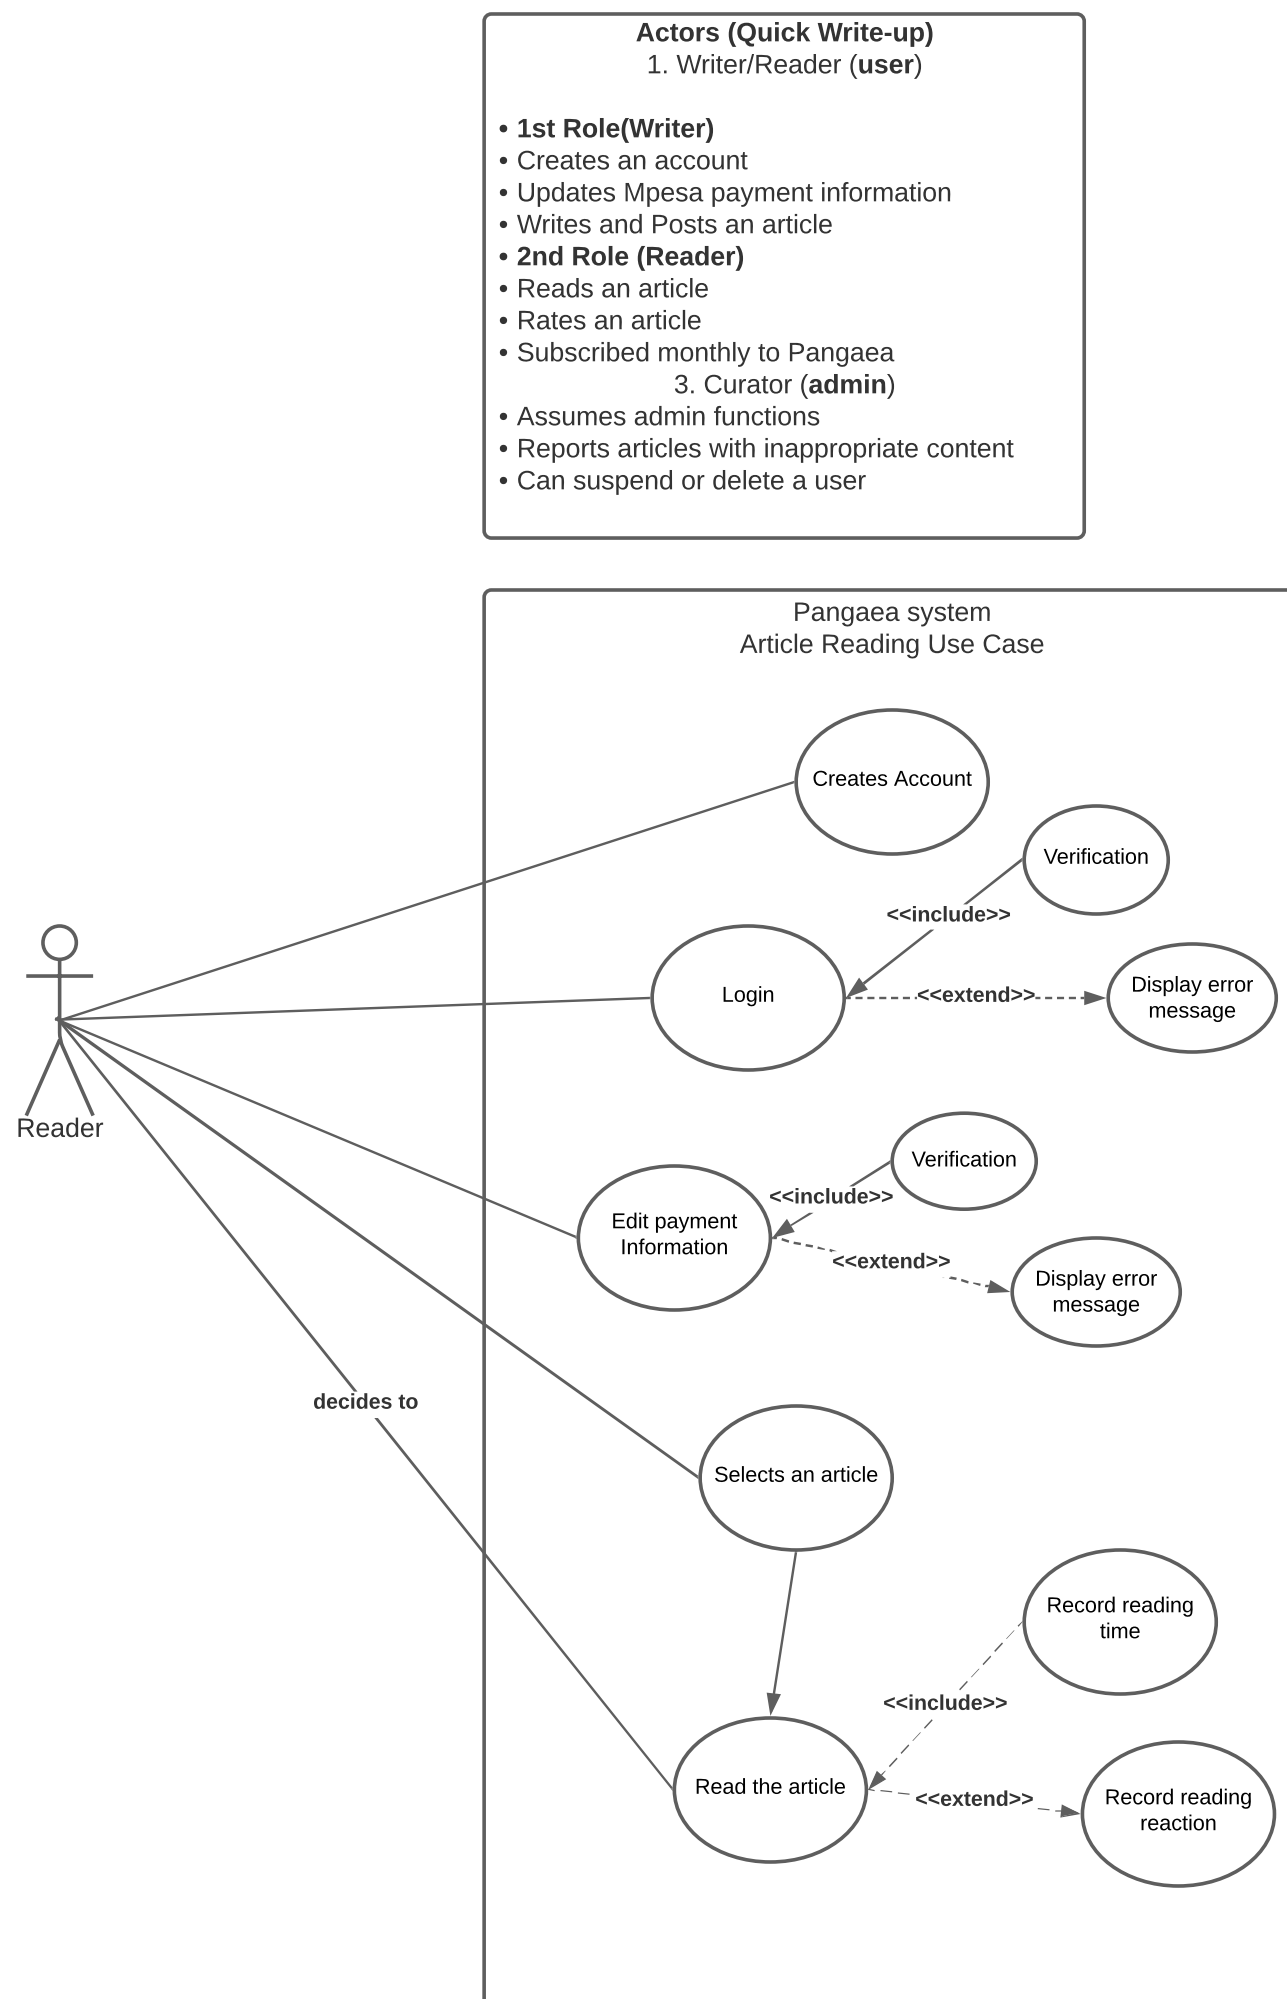 Actors (Quick Write-up)
1. Writer/Reader (user)
• 1st Role(Writer)
• Creates an account
• Updates Mpesa payment information
• Writes and Posts an article
• 2nd Role (Reader)
• Reads an article
• Rates an article
• Subscribed monthly to Pangaea
3. Curator (admin)
• Assumes admin functions
• Reports articles with inappropriate content
• Can suspend or delete a user
Pangaea system
Article Reading Use Case
Creates Account
Verification
<<include>>
Login
<<extend>>
Display error
message
Reader
Verification
<<include>>
Edit payment
Information
<<extend>>
Display error
message
decides to
Selects an article
Record reading
time
<<include>>
Read the article
<<extend>>
Record reading
reaction